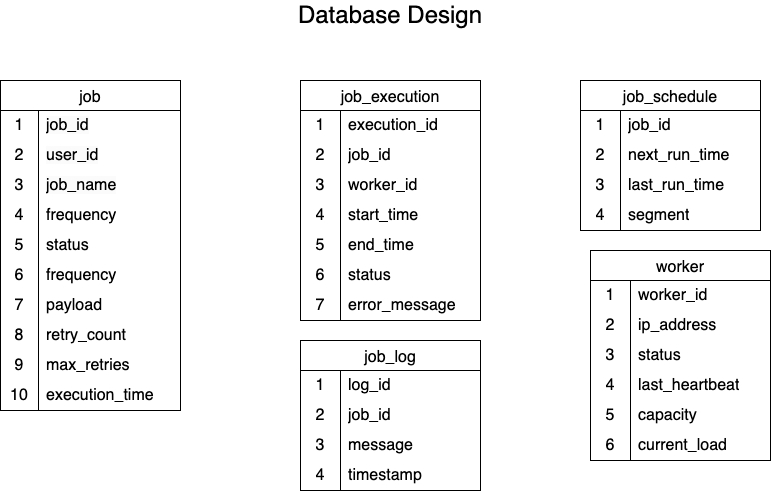 Database Design
job
1 job_id
2 user_id
3 job_name
4 frequency
5 status
6 frequency
7 payload
8 retry_count
9 max_retries
10 execution_time
job_execution
1 execution_id
2 job_id
3 worker_id
4 start_time
5 end_time
6 status
7 error_message
job_log
1 log_id
2 job_id
3 message
4 timestamp
job_schedule
1 job_id
2 next_run_time
3 last_run_time
4 segment
worker
1 worker_id
2 ip_address
3 status
4 last_heartbeat
5 capacity
6 current_load